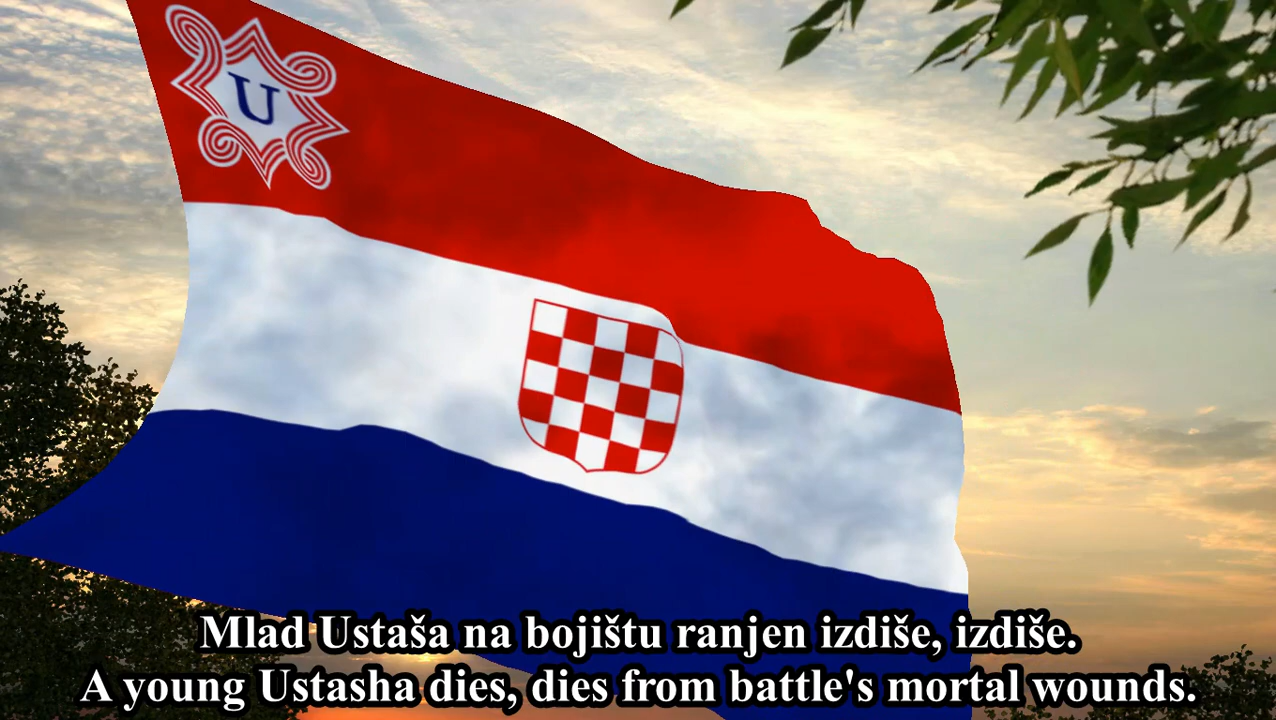 U
Mlad Ustaša na bojištu ranjen izdiše, izdiše.
A young Ustasha dies, dies from battle's mortal wounds.